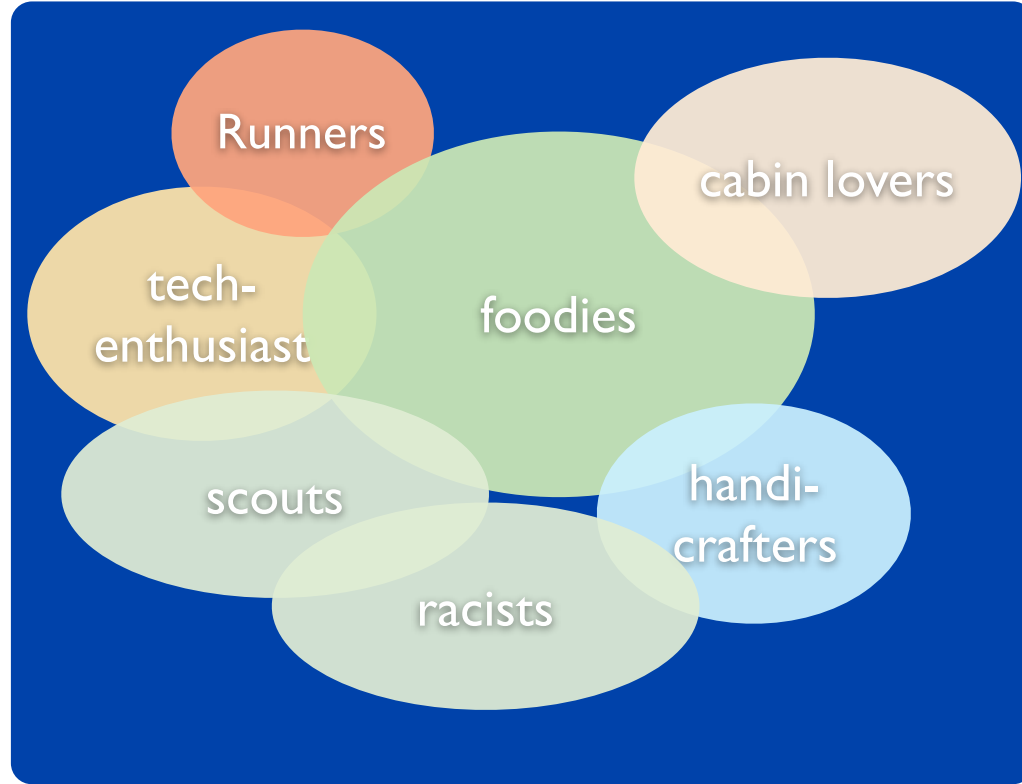 Runners
cabin lovers
tech-
enthusiast
foodies
scouts
handi-
crafters
racists